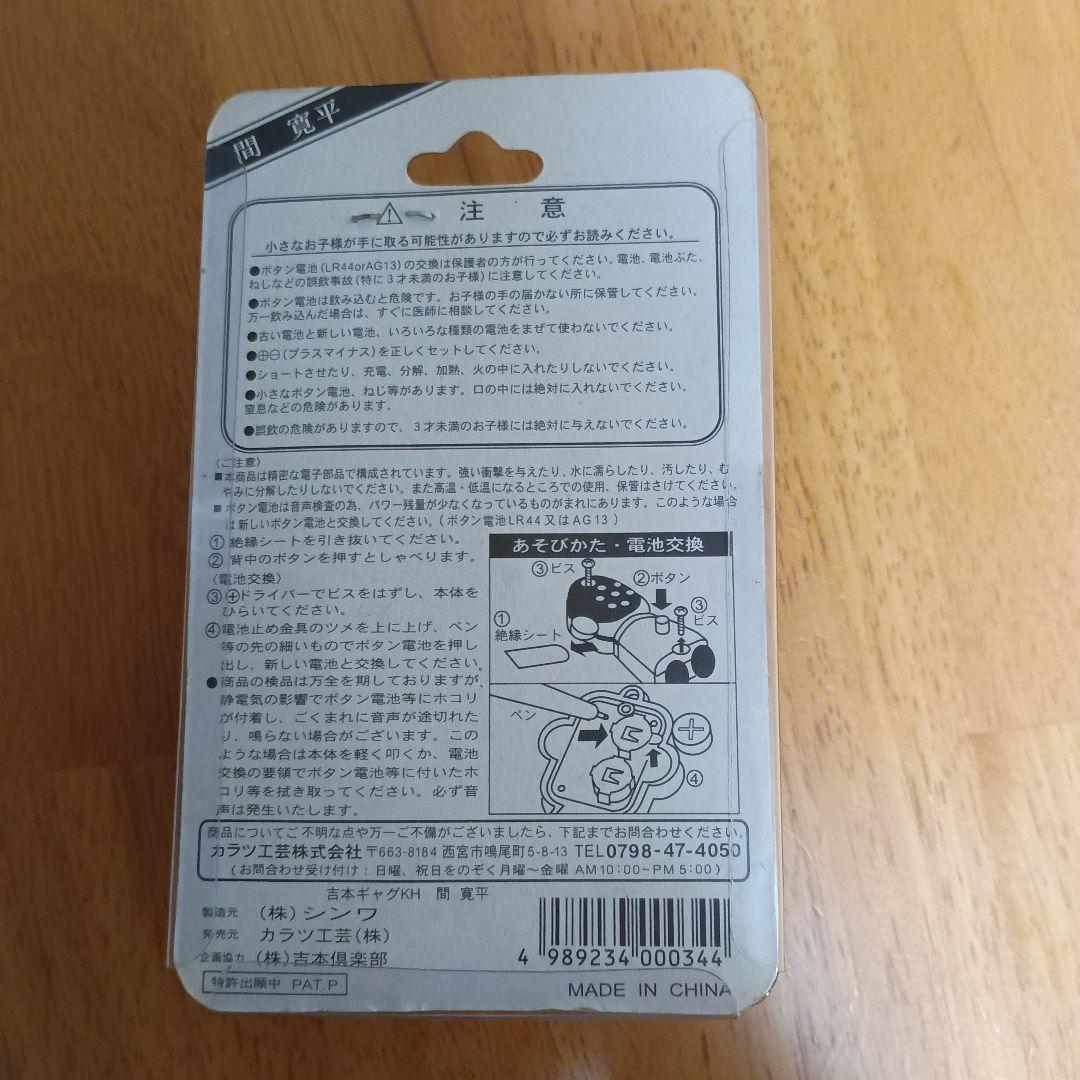 間 寛平
注 意
小さなお子様が手に取る可能性がありますので必ずお読みください。
●ボタン電池(LR44orAG13)の交換は保護者の方が行ってください。電池、電池ぶた、
ねじなどの誤飲事故(特に3才未満のお子様)に注意してください。
●ボタン電池は飲み込むと危険です。お子様の手の届かない所に保管してください。
万一飲み込んだ場合は、すぐに医師に相談してください。
●古い電池と新しい電池、いろいろな種類の電池をまぜて使わないでください。
●⊕⊖(プラスマイナス)を正しくセットしてください。
●ショートさせたり、充電、分解、加熱、火の中に入れたりしないでください。
●小さなボタン電池、ねじ等があります。口の中には絶対に入れないでください。
窒息などの危険があります。
●誤飲の危険がありますので、3才未満のお子様には絶対に与えないでください。
〈ご注意〉
■本商品は精密な電子部品で構成されています。強い衝撃を与えたり、水に濡らしたり、汚したり、む
やみに分解したりしないでください。また高温・低温になるところでの使用、保管はさけてください。
■ボタン電池は音声検査の為、パワー残量が少なくなっているものがまれにあります。このような場合
は新しいボタン電池と交換してください。(ボタン電池LR44又はAG13)
①絶縁シートを引き抜いてください。
②背中のボタンを押すとしゃべります。
〈電池交換〉
③⊕ドライバーでビスをはずし、本体を
ひらいてください。
④電池止め金具のツメを上に上げ、ペン
等の先の細いものでボタン電池を押し
出し、新しい電池と交換してください。
●商品の検品は万全を期しておりますが、
静電気の影響でボタン電池等にホコリ
が付着し、ごくまれに音声が途切れた
り、鳴らない場合がございます。この
ような場合は本体を軽く叩くか、電池
交換の要領でボタン電池等に付いたホ
コリ等を拭き取ってください。必ず音
声は発生いたします。
あそびかた・電池交換
③ビス
②ボタン
③
ビス
①
絶縁シート
ペン
④
商品についてご不明な点や万一ご不備がございましたら、下記までお問合わせください。
カラツ工芸株式会社 〒663-8184 西宮市鳴尾町5-8-13 TEL0798-47-4050
(お問合わせ受け付け:日曜、祝日をのぞく月曜~金曜 AM10:00~PM5:00)
吉本ギャグKH 間 寛平
製造元 (株)シンワ
発売元 カラツ工芸(株)
企画協力 (株)吉本倶楽部
特許出願中 PAT.P
4 989234 000344
MADE IN CHINA